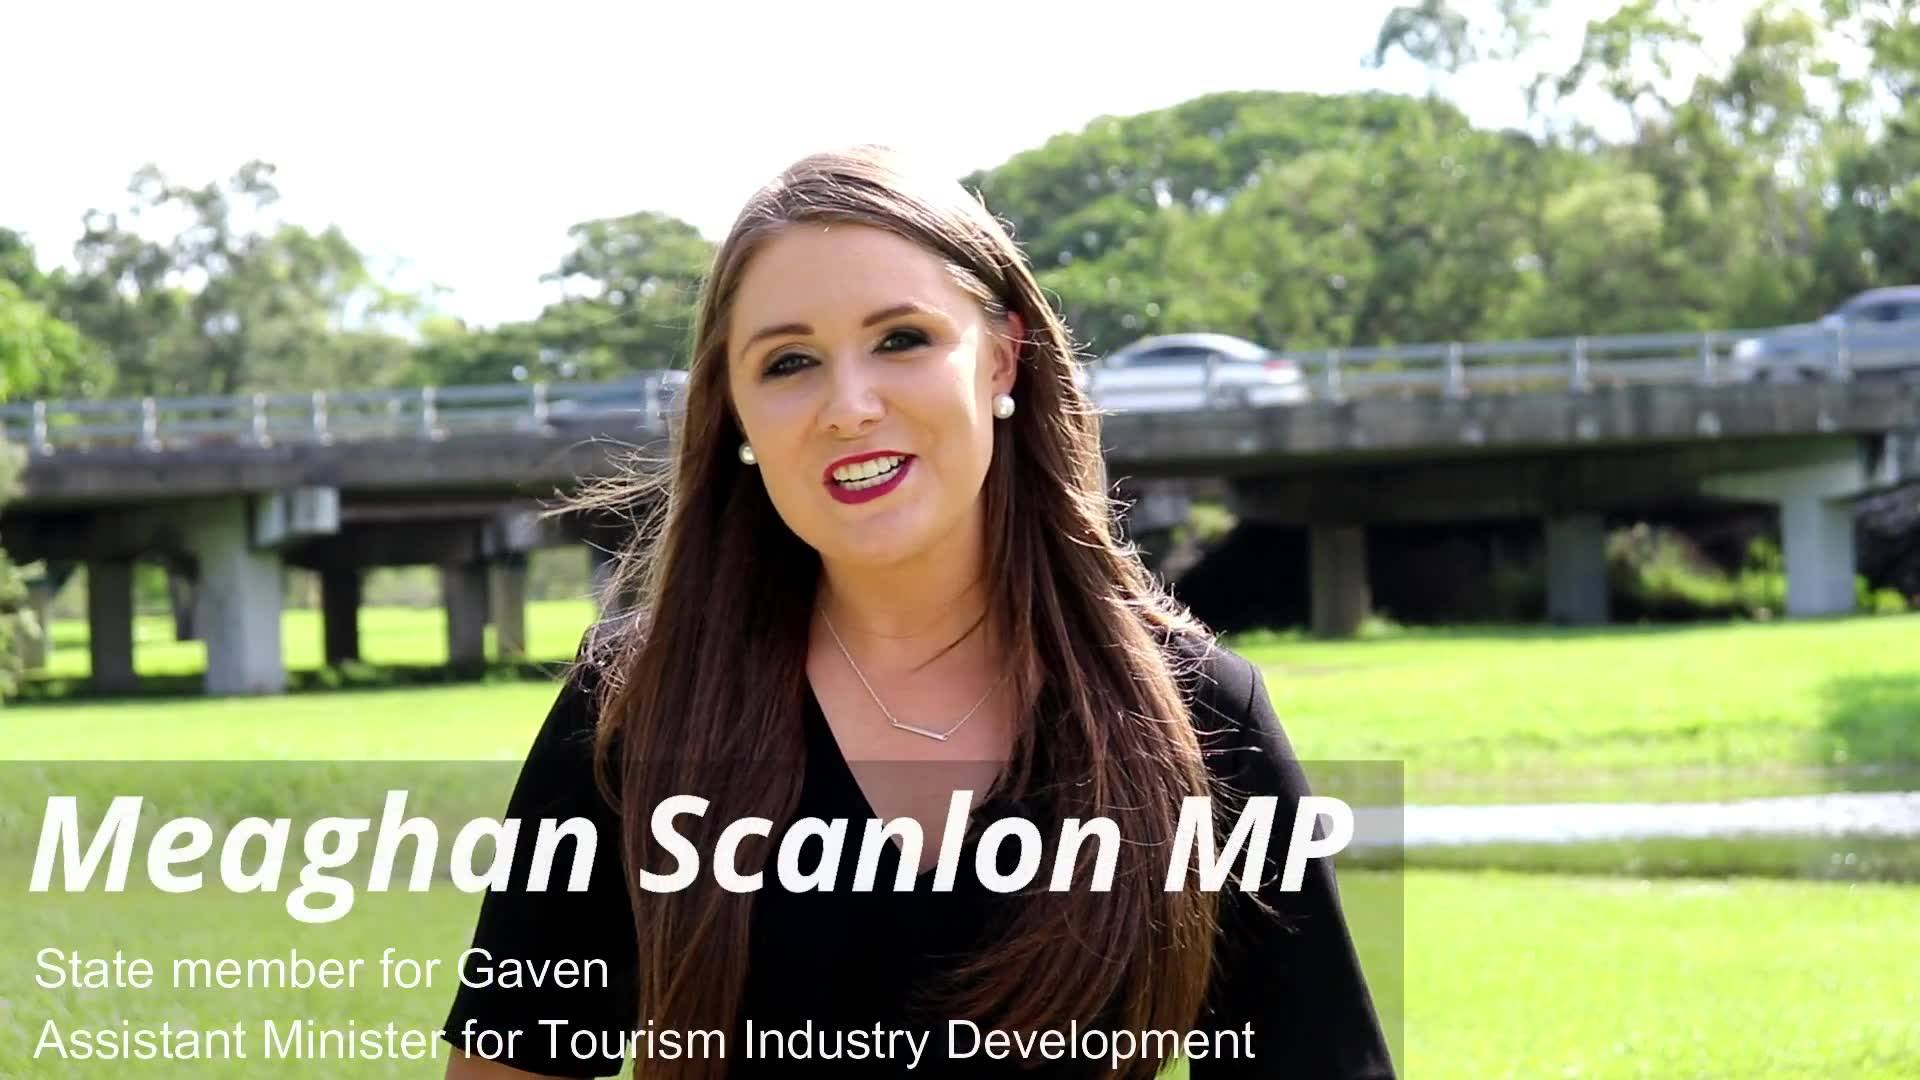 Meaghan Scanlon MP
State member for Gaven
Assistant Minister for Tourism Industry Development